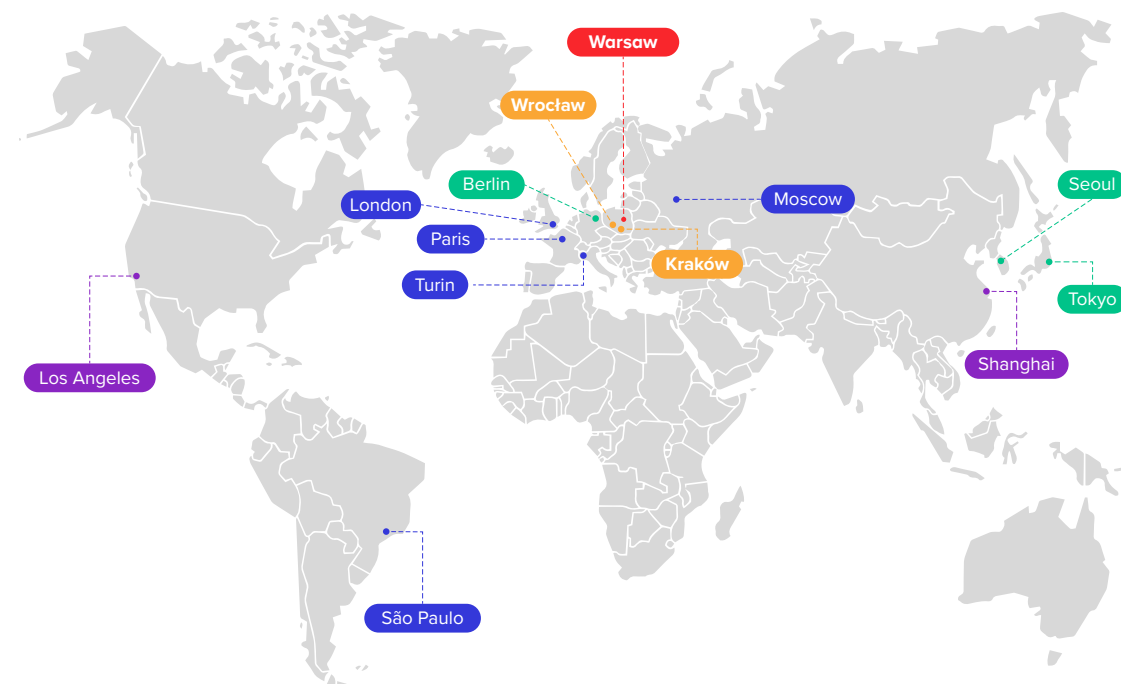 Warsaw
Wrocław
Berlin
Seoul
London
Moscow
Paris
Kraków
Turin
Tokyo
Shanghai
Los Angeles
São Paulo